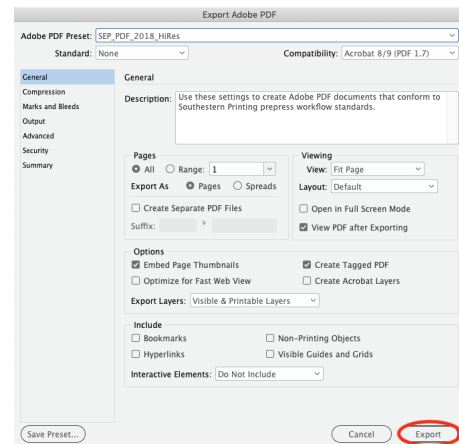 Export Adobe PDF
Adobe PDF Preset: SEP_PDF_2018_HiRes
Standard: None Compatibility: Acrobat 8/9 (PDF 1.7)
General
Compression
Marks and Bleeds
Output
Advanced
Security
Summary
General
Description: Use these settings to create Adobe PDF documents that conform to
Southestern Printing prepress workflow standards.
Pages
All Range: 1
Export As Pages Spreads
Create Separate PDF Files
Suffix:
Viewing
View: Fit Page
Layout: Default
Open in Full Screen Mode
View PDF after Exporting
Options
Embed Page Thumbnails Create Tagged PDF
Optimize for Fast Web View Create Acrobat Layers
Export Layers: Visible & Printable Layers
Include
Bookmarks Non-Printing Objects
Hyperlinks Visible Guides and Grids
Interactive Elements: Do Not Include
Save Preset... Cancel Export